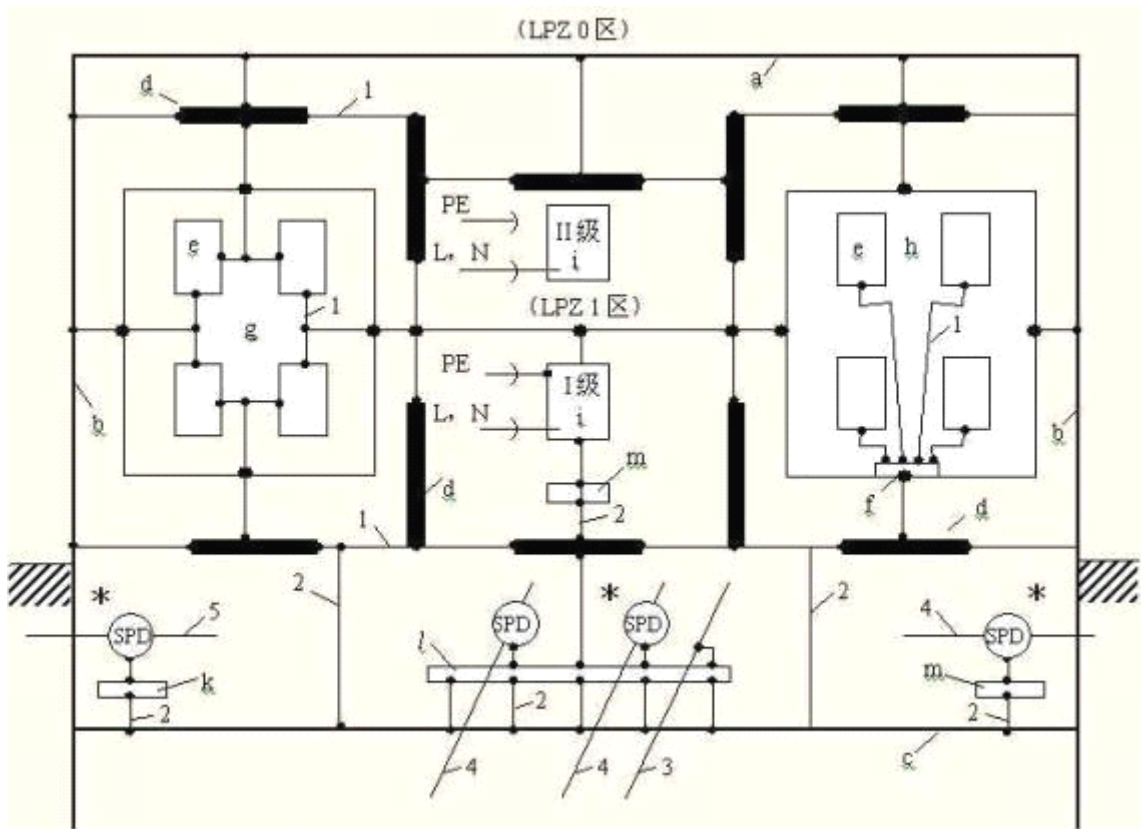 (LPZ 0 区)
a
d
1
PE
II级
e
e
h
L，N
i
1
(LPZ 1 区)
1
g
PE
I级
L，N
i
b
b
m
d
f
2
d
1
*
2
*
2
*
5
SPD
SPD
SPD
4
SPD
l
k
m
2
2
2
c
4
4
3